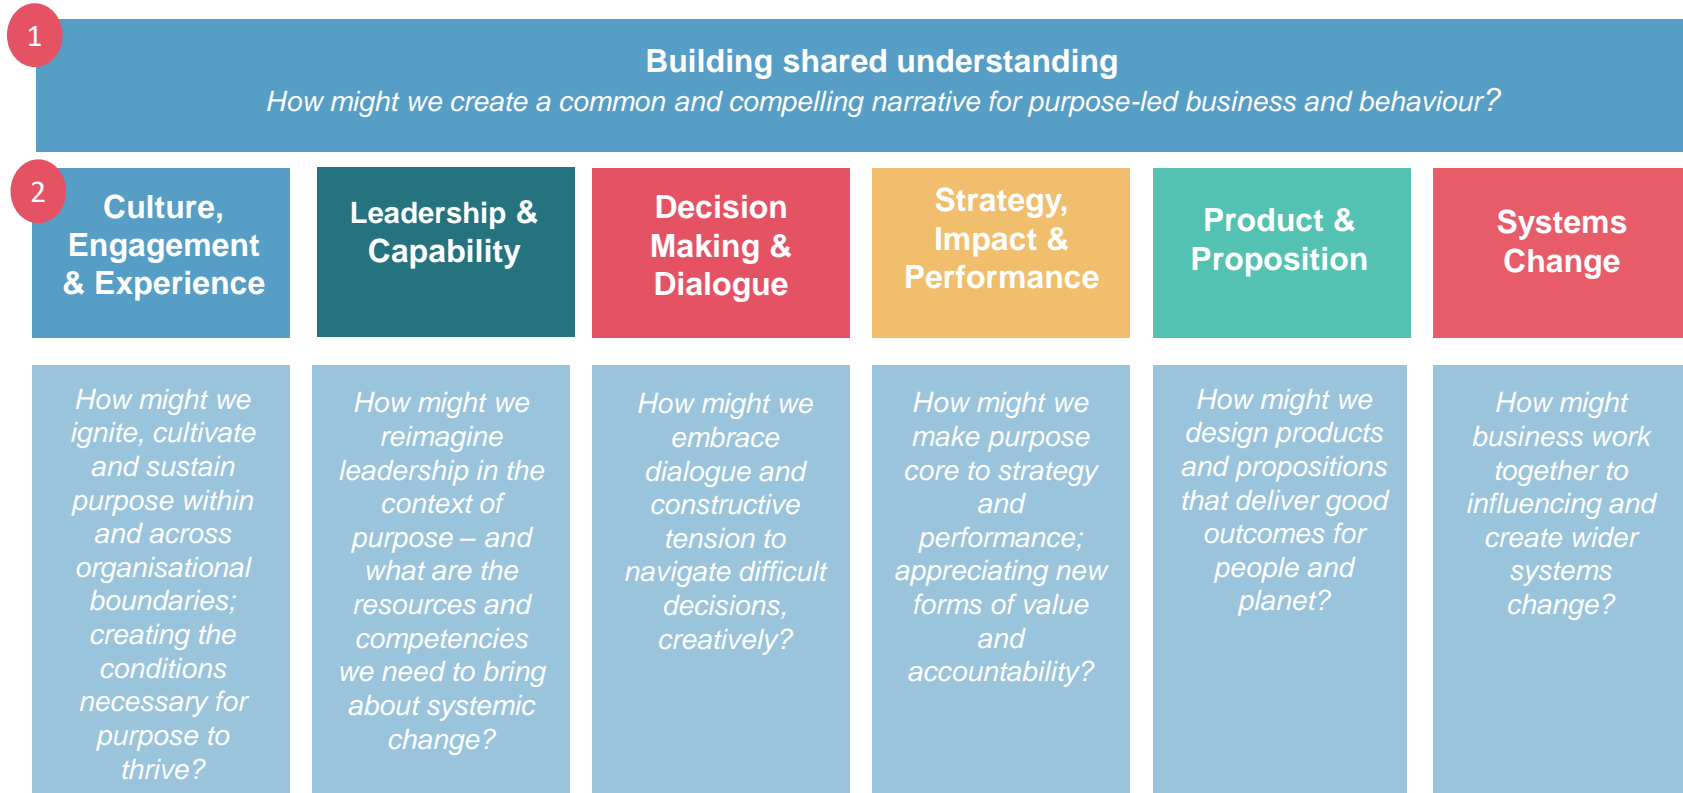 1
Building shared understanding
How might we create a common and compelling narrative for purpose-led business and behaviour?
2
Culture,
Engagement
& Experience
Leadership &
Capability
Decision
Making &
Dialogue
Strategy,
Impact &
Performance
Product &
Proposition
Systems
Change
How might we
ignite, cultivate
and sustain
purpose within
and across
organisational
boundaries;
creating the
conditions
necessary for
purpose to
thrive?
How might we
reimagine
leadership in the
context of
purpose – and
what are the
resources and
competencies
we need to bring
about systemic
change?
How might we
embrace
dialogue and
constructive
tension to
navigate difficult
decisions,
creatively?
How might we
make purpose
core to strategy
and
performance;
appreciating new
forms of value
and
accountability?
How might we
design products
and propositions
that deliver good
outcomes for
people and
planet?
How might
business work
together to
influencing and
create wider
systems
change?